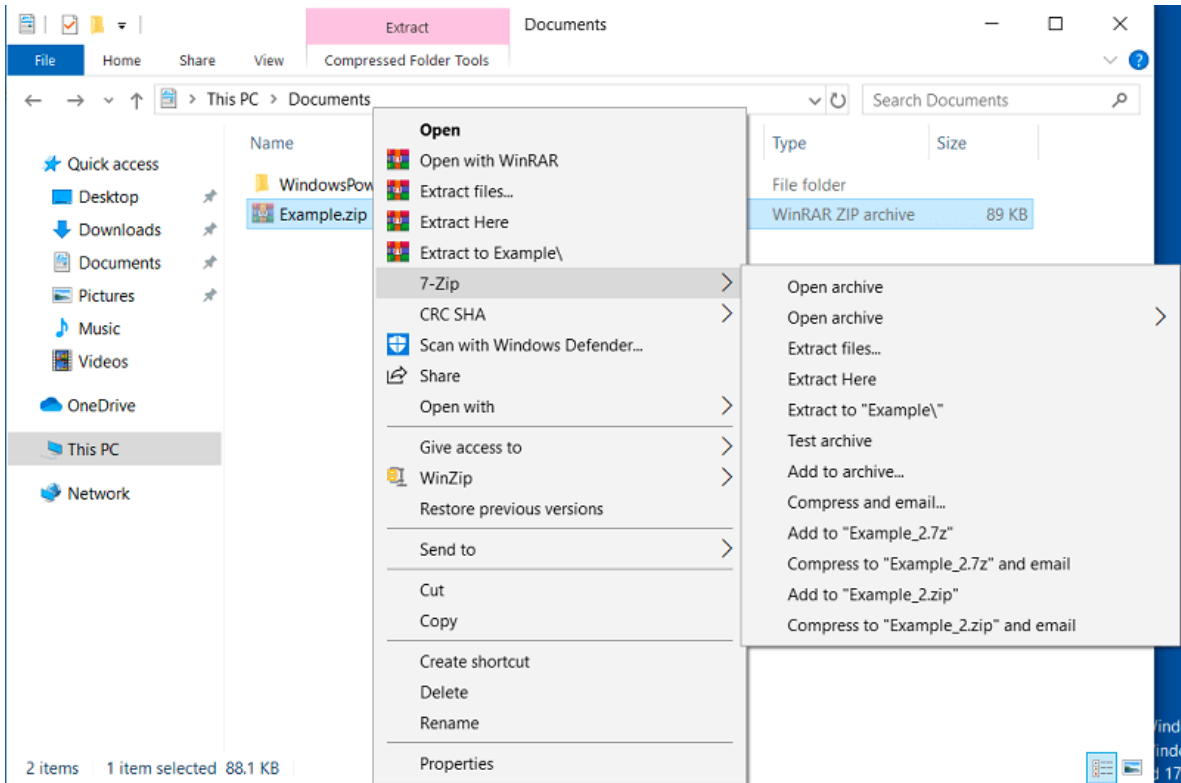 Extract
Documents
File
Home
Share
View
Compressed Folder Tools
?
This PC
Documents
Search Documents
Name
Type
Size
Quick access
Desktop
Downloads
Documents
Pictures
Music
Videos
OneDrive
This PC
Network
File folder
Example.zip
WinRAR ZIP archive
89 KB
Open
Open with WinRAR
Extract files...
Extract Here
Extract to Example\
7-Zip
CRC SHA
Scan with Windows Defender...
Share
Open with
Give access to
WinZip
Restore previous versions
Send to
Cut
Copy
Create shortcut
Delete
Rename
Properties
Open archive
Open archive
Extract files...
Extract Here
Extract to "Example\"
Test archive
Add to archive...
Compress and email...
Add to "Example_2.7z"
Compress to "Example_2.7z" and email
Add to "Example_2.zip"
Compress to "Example_2.zip" and email
2 items
1 item selected 88.1 KB